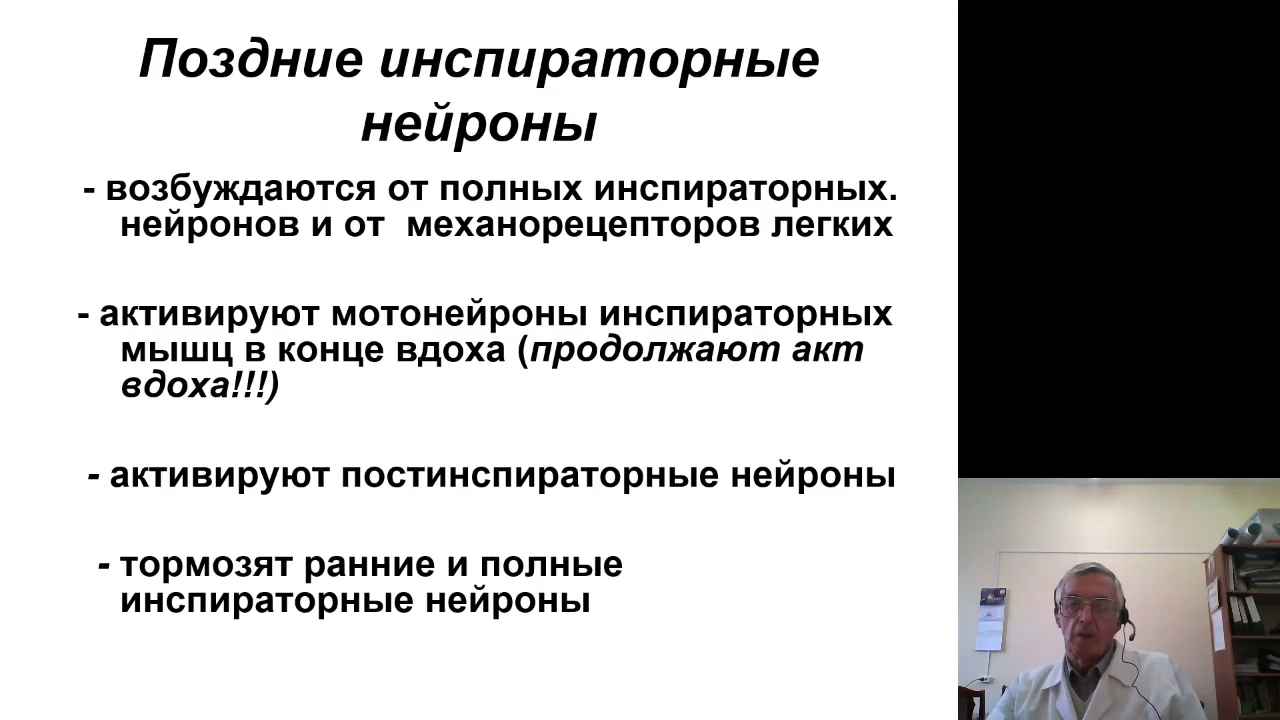 Поздние инспираторные
нейроны
- возбуждаются от полных инспираторных.
нейронов и от механорецепторов легких
- активируют мотонейроны инспираторных
мышц в конце вдоха (продолжают акт
вдоха!!!)
- активируют постинспираторные нейроны
- тормозят ранние и полные
инспираторные нейроны